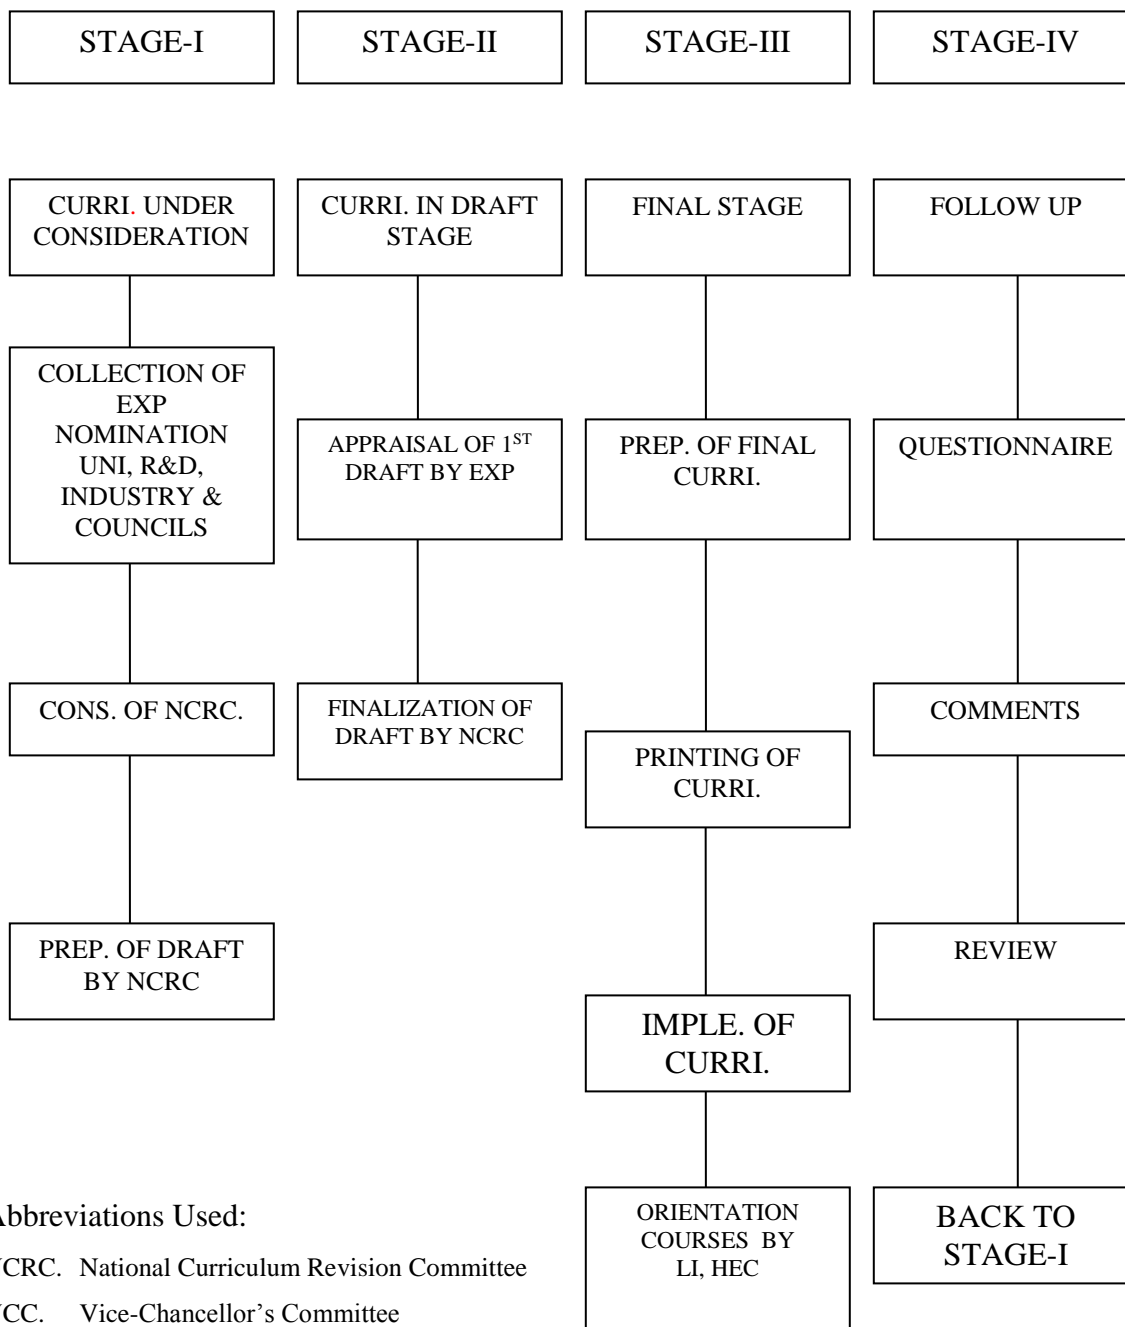 STAGE-I
STAGE-II
STAGE-III
STAGE-IV
CURRI. UNDER
CONSIDERATION
COLLECTION OF
EXP
NOMINATION
UNI, R&D,
INDUSTRY &
COUNCILS
CONS. OF NCRC.
PREP. OF DRAFT
BY NCRC
CURRI. IN DRAFT
STAGE
APPRAISAL OF 1ST
DRAFT BY EXP
FINALIZATION OF
DRAFT BY NCRC
FINAL STAGE
PREP. OF FINAL
CURRI.
PRINTING OF
CURRI.
IMPLE. OF
CURRI.
ORIENTATION
COURSES BY
LI, HEC
FOLLOW UP
QUESTIONNAIRE
COMMENTS
REVIEW
BACK TO
STAGE-I
Abbreviations Used:
NCRC. National Curriculum Revision Committee
VCC. Vice-Chancellor’s Committee